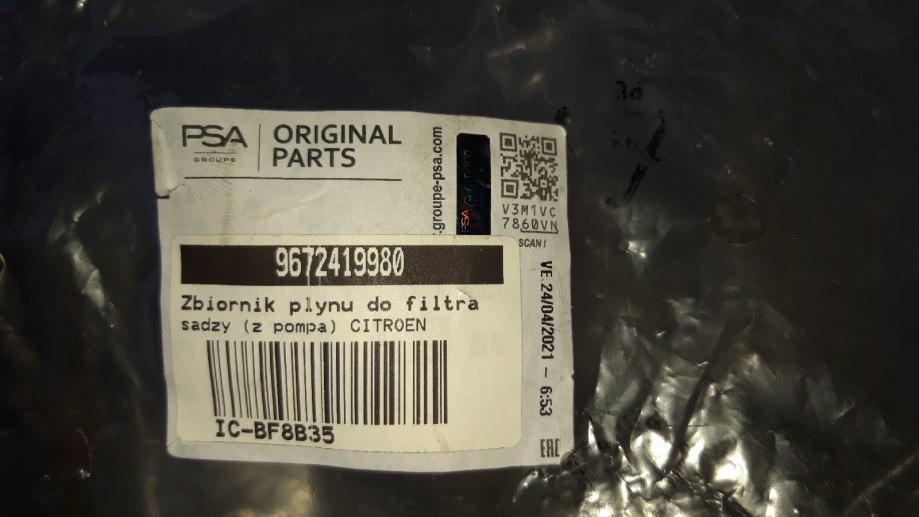 PSA
GROUPE
ORIGINAL
PARTS
.groupe-psa.com
PSA
V3M1VC
7860VN
SCAN !
9672419980
Zbiornik plynu do filtra
sadzy (z pompa) CITROEN
IC-BF8B35
VE 24/04/2021 – 6:53
EAC